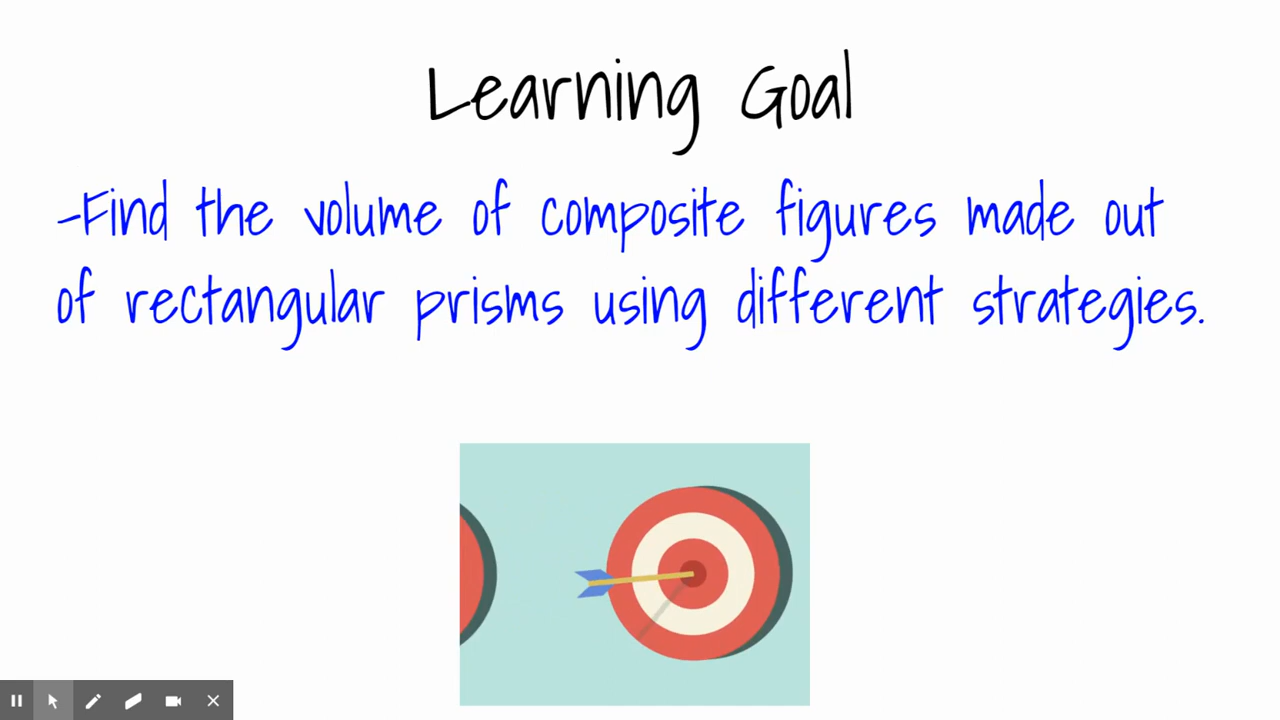 Learning Goal
-Find the volume of composite figures made out
of rectangular prisms using different strategies.